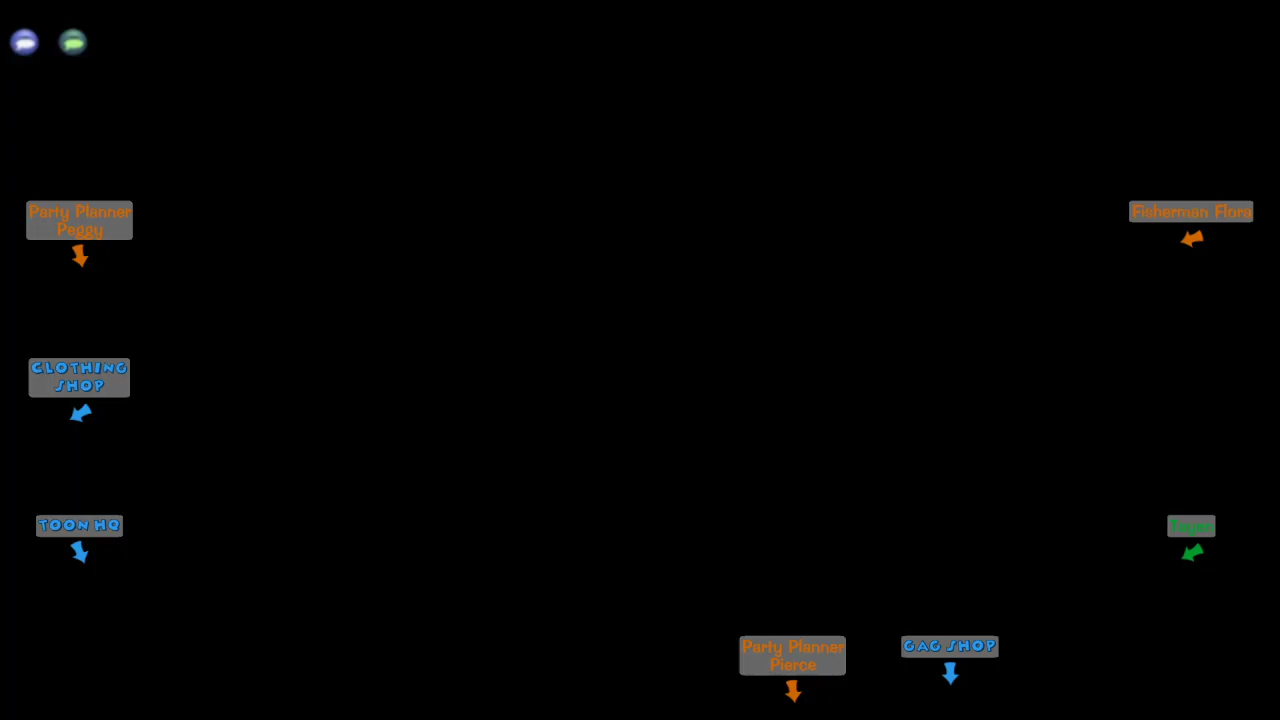 Party Planner
Peggy
Fisherman Flora
CLOTHING
SHOP
TOON HQ
Party Planner
Pierce
GAG SHOP